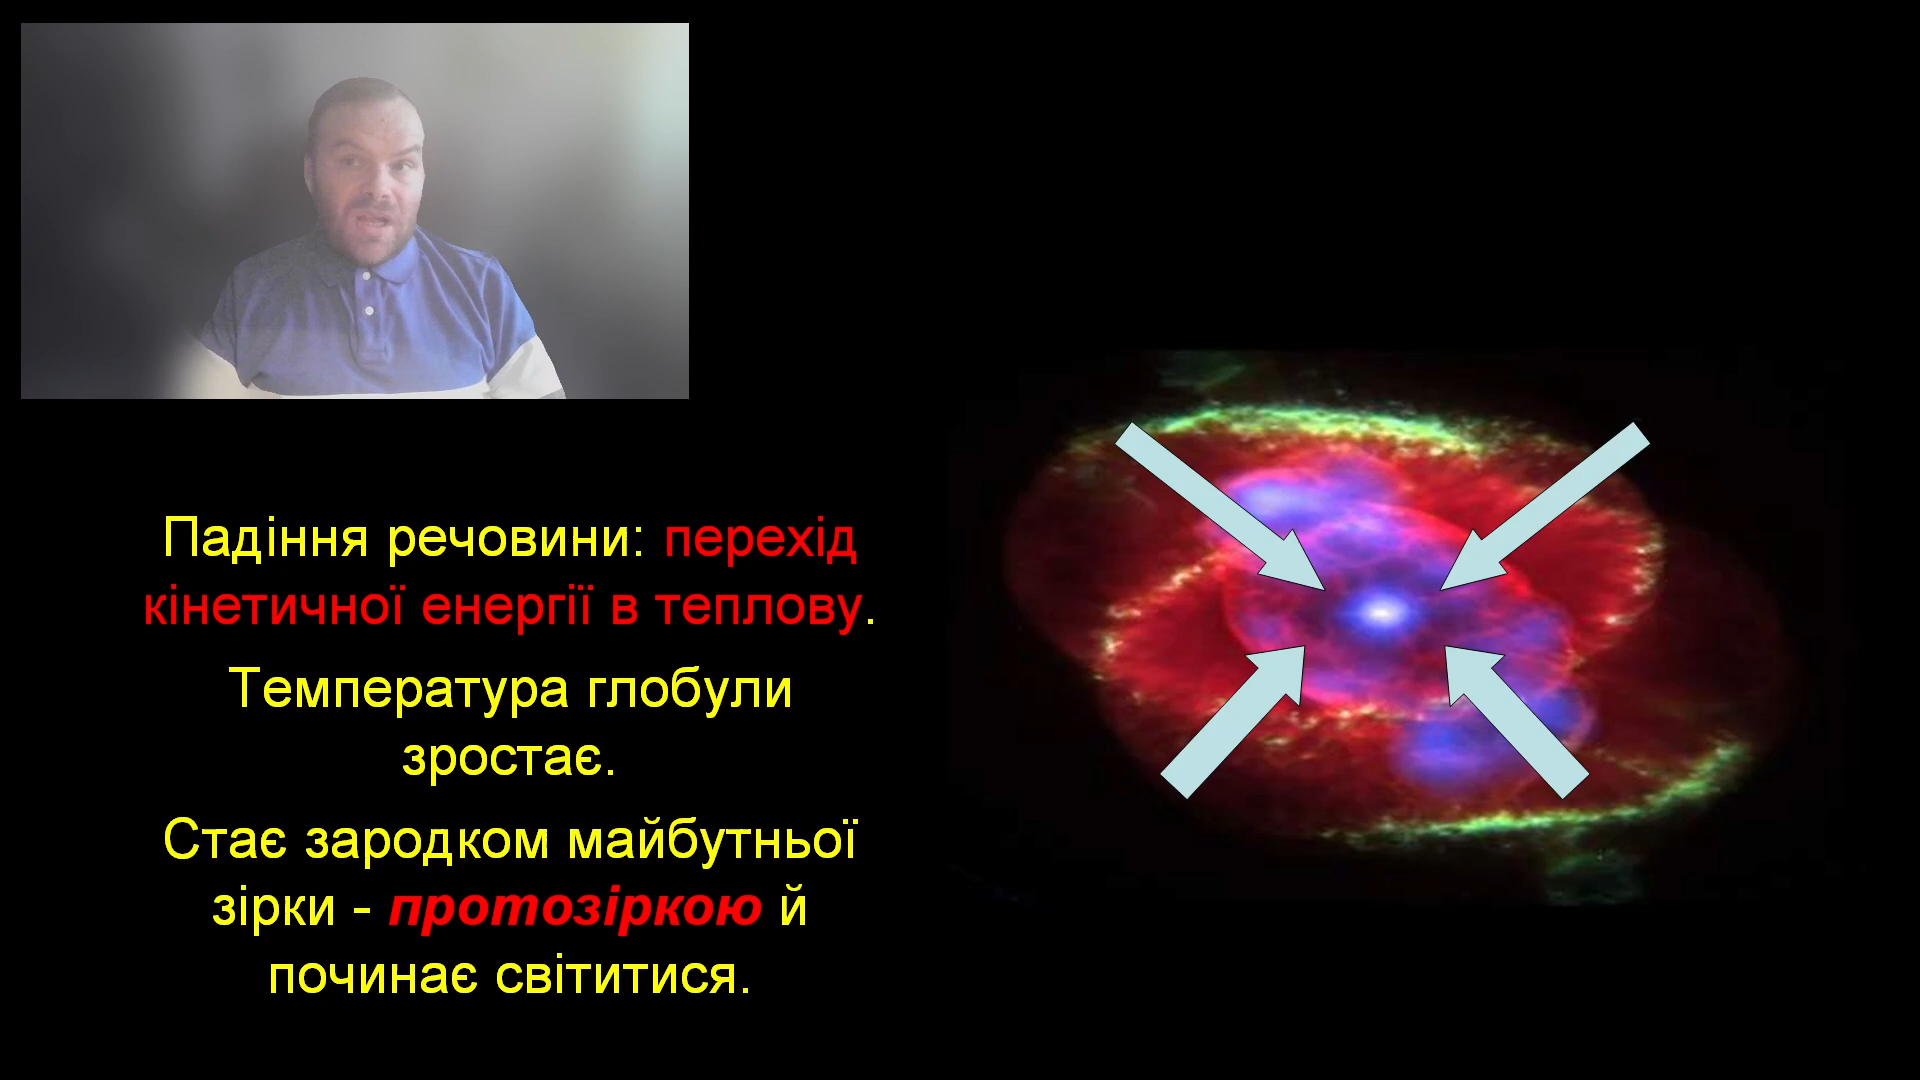 Падіння речовини: перехід
кінетичної енергії в теплову.
Температура глобули
зростає.
Стає зародком майбутньої
зірки - протозіркою й
починає світитися.